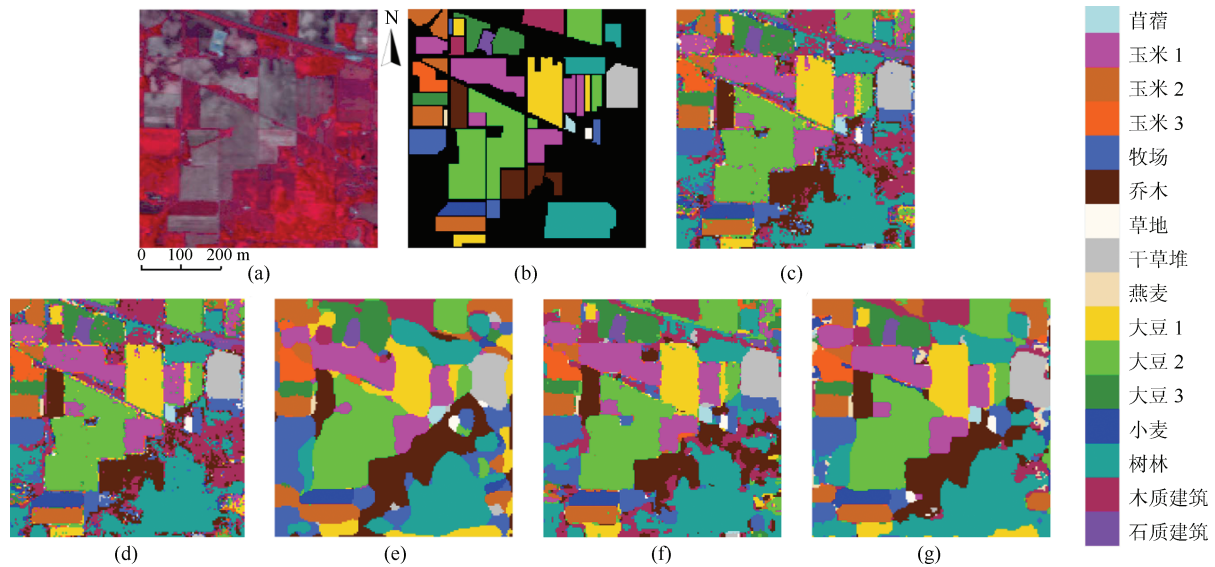 N
0 100 200 m
(a)
(b)
(c)
(d)
(e)
(f)
(g)
苜蓿
玉米 1
玉米 2
玉米 3
牧场
乔木
草地
干草堆
燕麦
大豆 1
大豆 2
大豆 3
小麦
树林
木质建筑
石质建筑